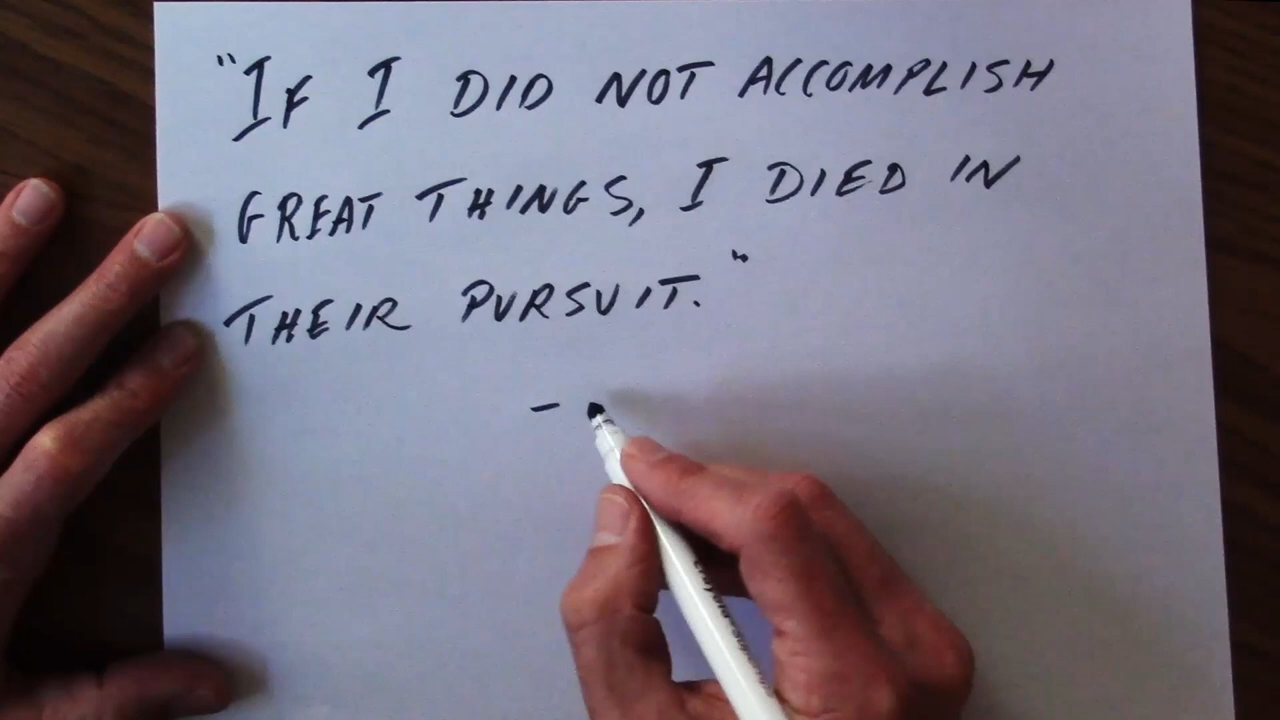 "If I DID NOT ACCOMPLISH
GREAT THINGS, I DIED IN
THEIR PURSUIT."
-